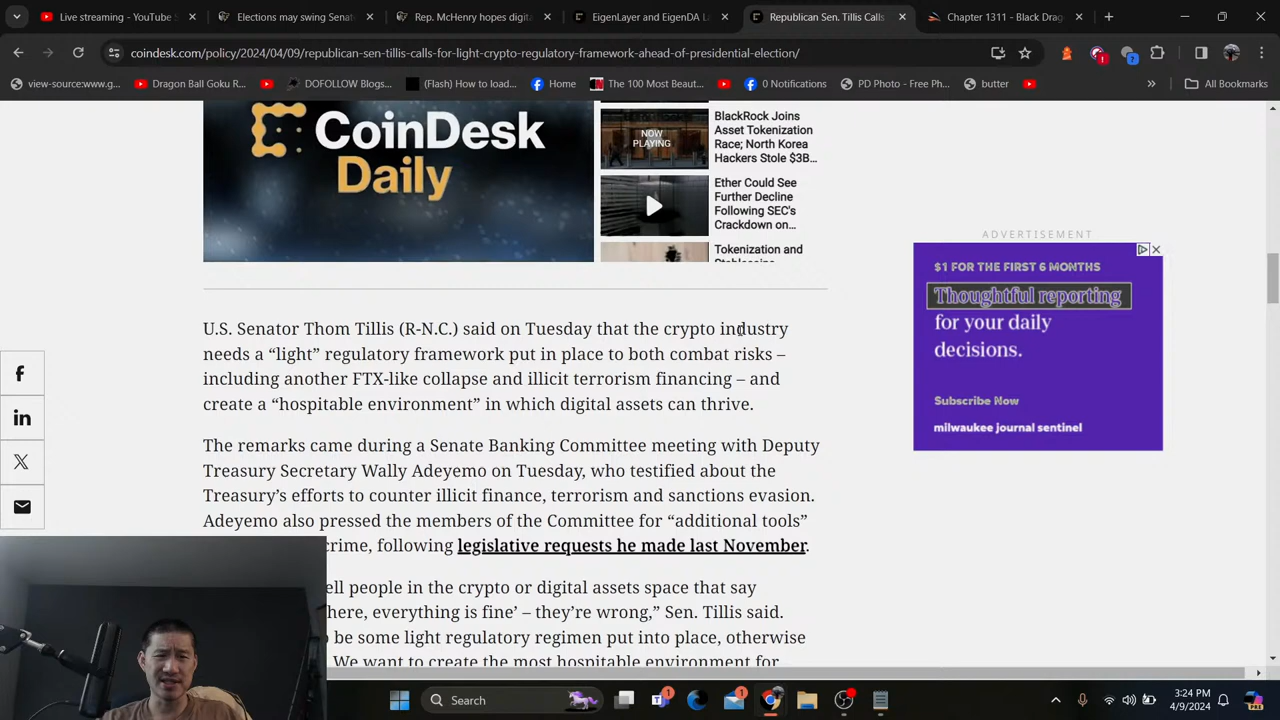 Live streaming - YouTube S
Elections may swing Senat
Rep. McHenry hopes digita
EigenLayer and EigenDA L
Republican Sen. Tillis Calls
Chapter 1311 - Black Drag
coindesk.com/policy/2024/04/09/republican-sen-tillis-calls-for-light-crypto-regulatory-framework-ahead-of-presidential-election/
view-source:www.g...
Dragon Ball Goku R...
DOFOLLOW Blogs...
(Flash) How to load...
Home
The 100 Most Beaut...
0 Notifications
PD Photo - Free Ph...
butter
All Bookmarks
CoinDesk
Daily
NOW
PLAYING
BlackRock Joins
Asset Tokenization
Race; North Korea
Hackers Stole $3B...
Ether Could See
Further Decline
Following SEC's
Crackdown on...
Tokenization and
ADVERTISEMENT
$1 FOR THE FIRST 6 MONTHS
Thoughtful reporting
for your daily
decisions.
Subscribe Now
milwaukee journal sentinel
U.S. Senator Thom Tillis (R-N.C.) said on Tuesday that the crypto industry
needs a “light” regulatory framework put in place to both combat risks –
including another FTX-like collapse and illicit terrorism financing – and
create a “hospitable environment” in which digital assets can thrive.
The remarks came during a Senate Banking Committee meeting with Deputy
Treasury Secretary Wally Adeyemo on Tuesday, who testified about the
Treasury’s efforts to counter illicit finance, terrorism and sanctions evasion.
Adeyemo also pressed the members of the Committee for “additional tools”
crime, following legislative requests he made last November.
ell people in the crypto or digital assets space that say
here, everything is fine’ – they’re wrong,” Sen. Tillis said.
be some light regulatory regimen put into place, otherwise
We want to create the most hospitable environment for
Search
1
1
3:24 PM
4/9/2024